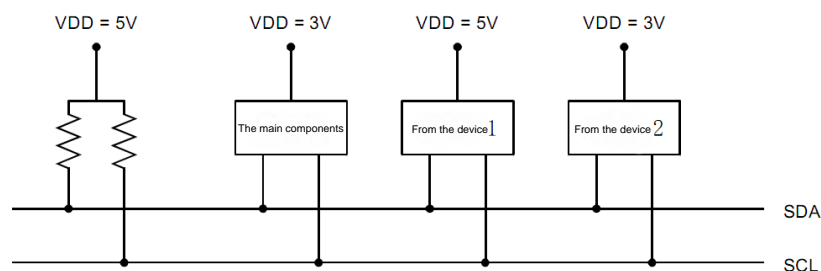 VDD = 5V
VDD = 3V
VDD = 5V
VDD = 3V
The main components
From the device1
From the device2
SDA
SCL